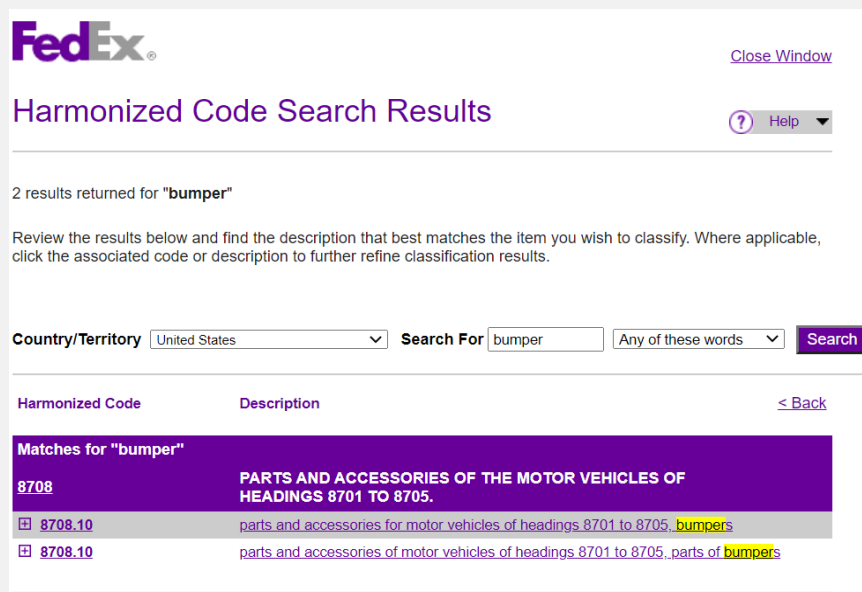 FedEx®
Close Window
Harmonized Code Search Results
? Help
2 results returned for "bumper"
Review the results below and find the description that best matches the item you wish to classify. Where applicable,
click the associated code or description to further refine classification results.
Country/Territory United States Search For bumper Any of these words Search
Harmonized Code Description < Back
Matches for "bumper"
8708 PARTS AND ACCESSORIES OF THE MOTOR VEHICLES OF
HEADINGS 8701 TO 8705.
8708.10 parts and accessories for motor vehicles of headings 8701 to 8705, bumpers
8708.10 parts and accessories of motor vehicles of headings 8701 to 8705, parts of bumpers